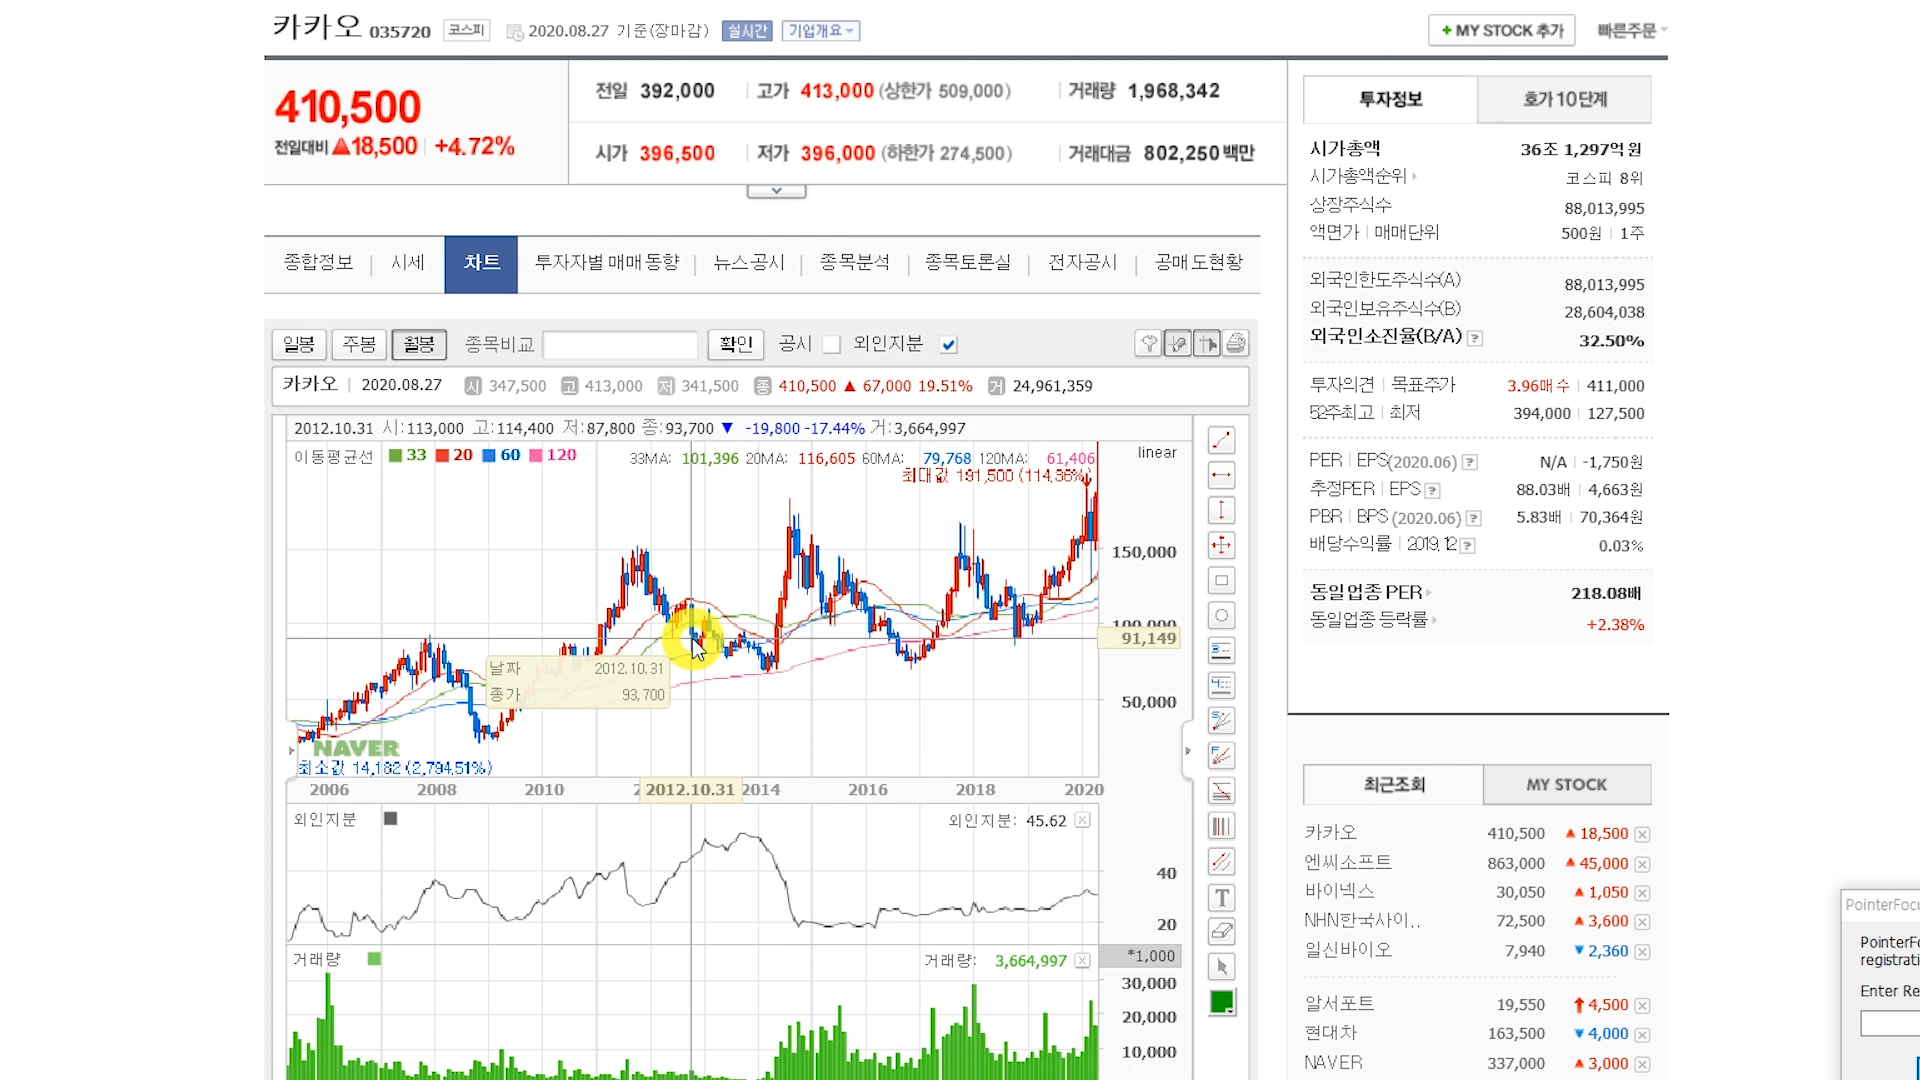 카카오 035720 코스피 2020.08.27 기준(장마감) 실시간 기업개요
+ MY STOCK 추가 빠른주문
410,500
전일대비 ▲18,500 +4.72%
전일 392,000 고가 413,000 (상한가 509,000) 거래량 1,968,342
시가 396,500 저가 396,000 (하한가 274,500) 거래대금 802,250 백만
종합정보 시세 차트 투자자별 매매동향 뉴스공시 종목분석 종목토론실 전자공시 공매도현황
일봉 주봉 월봉 종목비교 확인 공시 외인지분
카카오 2020.08.27 시 347,500 고 413,000 저 341,500 종 410,500 ▲ 67,000 19.51% 거 24,961,359
2012.10.31 시:113,000 고:114,400 저:87,800 종:93,700 ▼ -19,800 -17.44% 거:3,664,997
이동평균선 33 20 60 120 33MA: 101,396 20MA: 116,605 60MA: 79,768 120MA: 61,406
linear
최대값 191,500 (114.36%)
150,000
100,000
91,149
50,000
날짜 2012.10.31
종가 93,700
NAVER
최소값 14,182 (2,794.51%)
2006 2008 2010 2012.10.31 2014 2016 2018 2020
외인지분 외인지분: 45.62
40
20
거래량 거래량: 3,664,997
*1,000
30,000
20,000
10,000
T
투자정보 호가10단계
시가총액 36조 1,297억원
시가총액순위 코스피 8위
상장주식수 88,013,995
액면가 매매단위 500원 1주
외국인한도주식수(A) 88,013,995
외국인보유주식수(B) 28,604,038
외국인소진율(B/A) ? 32.50%
투자의견 목표주가 3.96매수 411,000
52주최고 최저 394,000 127,500
PER EPS(2020.06) ? N/A -1,750원
추정PER EPS ? 88.03배 4,663원
PBR BPS (2020.06) ? 5.83배 70,364원
배당수익률 2019.12 ? 0.03%
동일업종 PER 218.08배
동일업종 등락률 +2.38%
최근조회 MY STOCK
카카오 410,500 ▲ 18,500
엔씨소프트 863,000 ▲ 45,000
바이넥스 30,050 ▲ 1,050
NHN한국사이.. 72,500 ▲ 3,600
일신바이오 7,940 ▼ 2,360
알서포트 19,550 ↑ 4,500
현대차 163,500 ▼ 4,000
NAVER 337,000 ▲ 3,000
PointerFocu
PointerFo
registrati
Enter Re